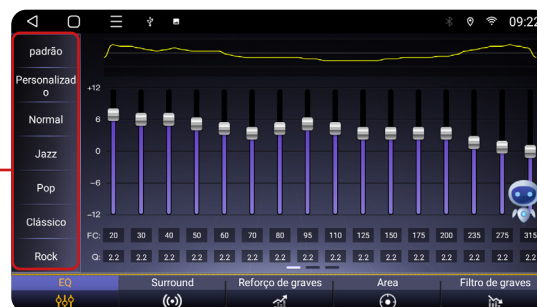 09:22
padrão
Personalizad
o
Normal
Jazz
Pop
Clássico
Rock
+12
6
0
-6
-12
FC: 20 30 40 50 60 70 80 95 110 125 150 175 200 235 275 315
Q: 2.2 2.2 2.2 2.2 2.2 2.2 2.2 2.2 2.2 2.2 2.2 2.2 2.2 2.2 2.2 2.2
EQ Surround Reforço de graves Area Filtro de graves